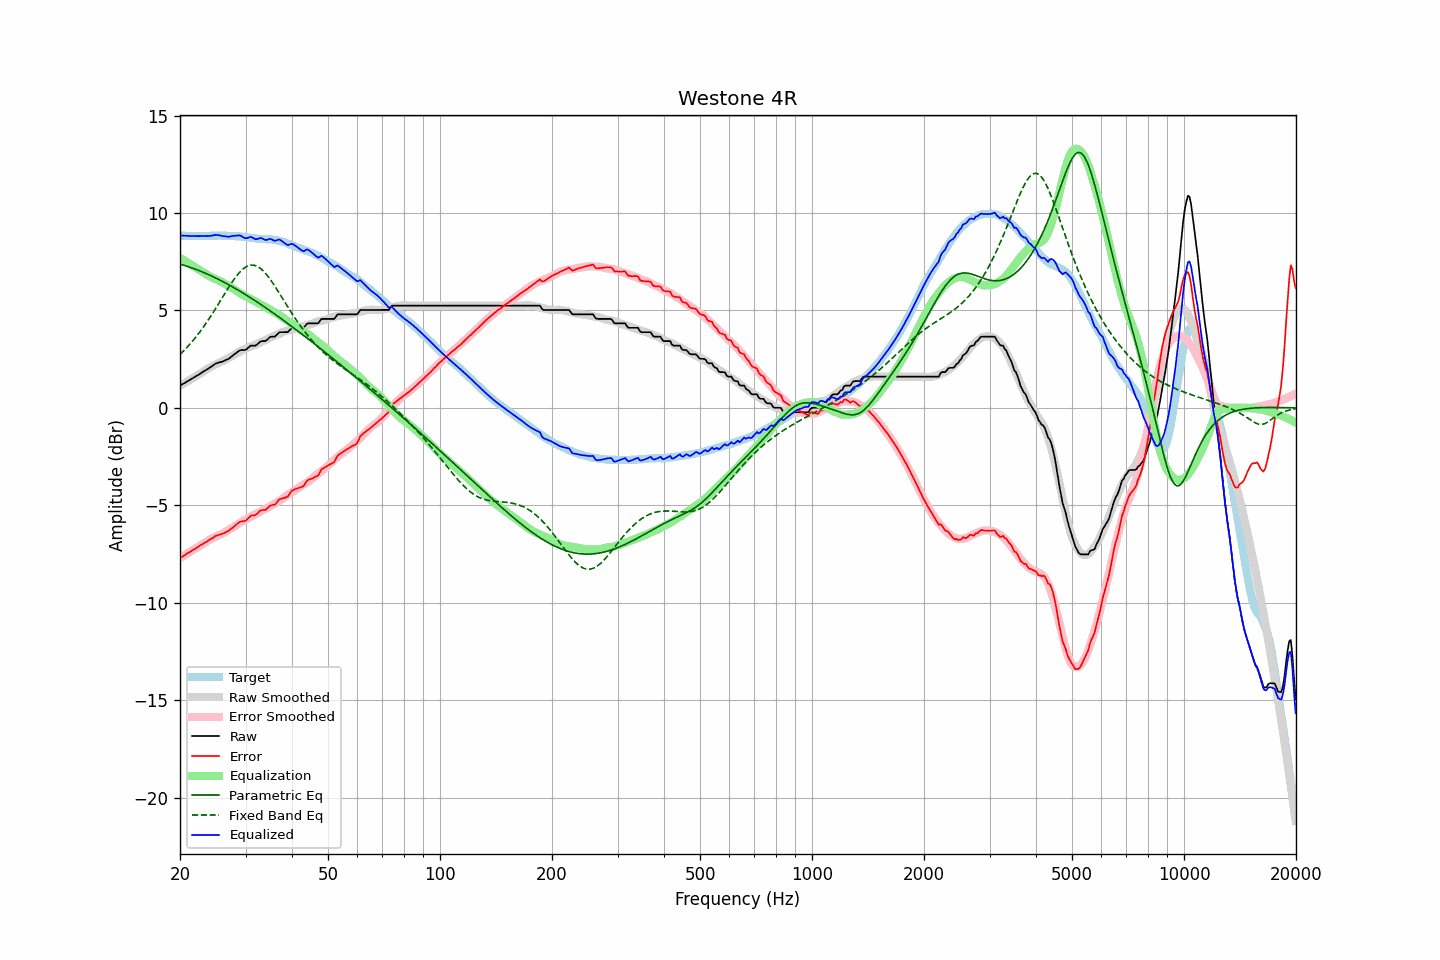 Westone 4R
15
10
5
0
−5
−10
−15
−20
Amplitude (dBr)
Target
Raw Smoothed
Error Smoothed
Raw
Error
Equalization
Parametric Eq
Fixed Band Eq
Equalized
20 50 100 200 500 1000 2000 5000 10000 20000
Frequency (Hz)